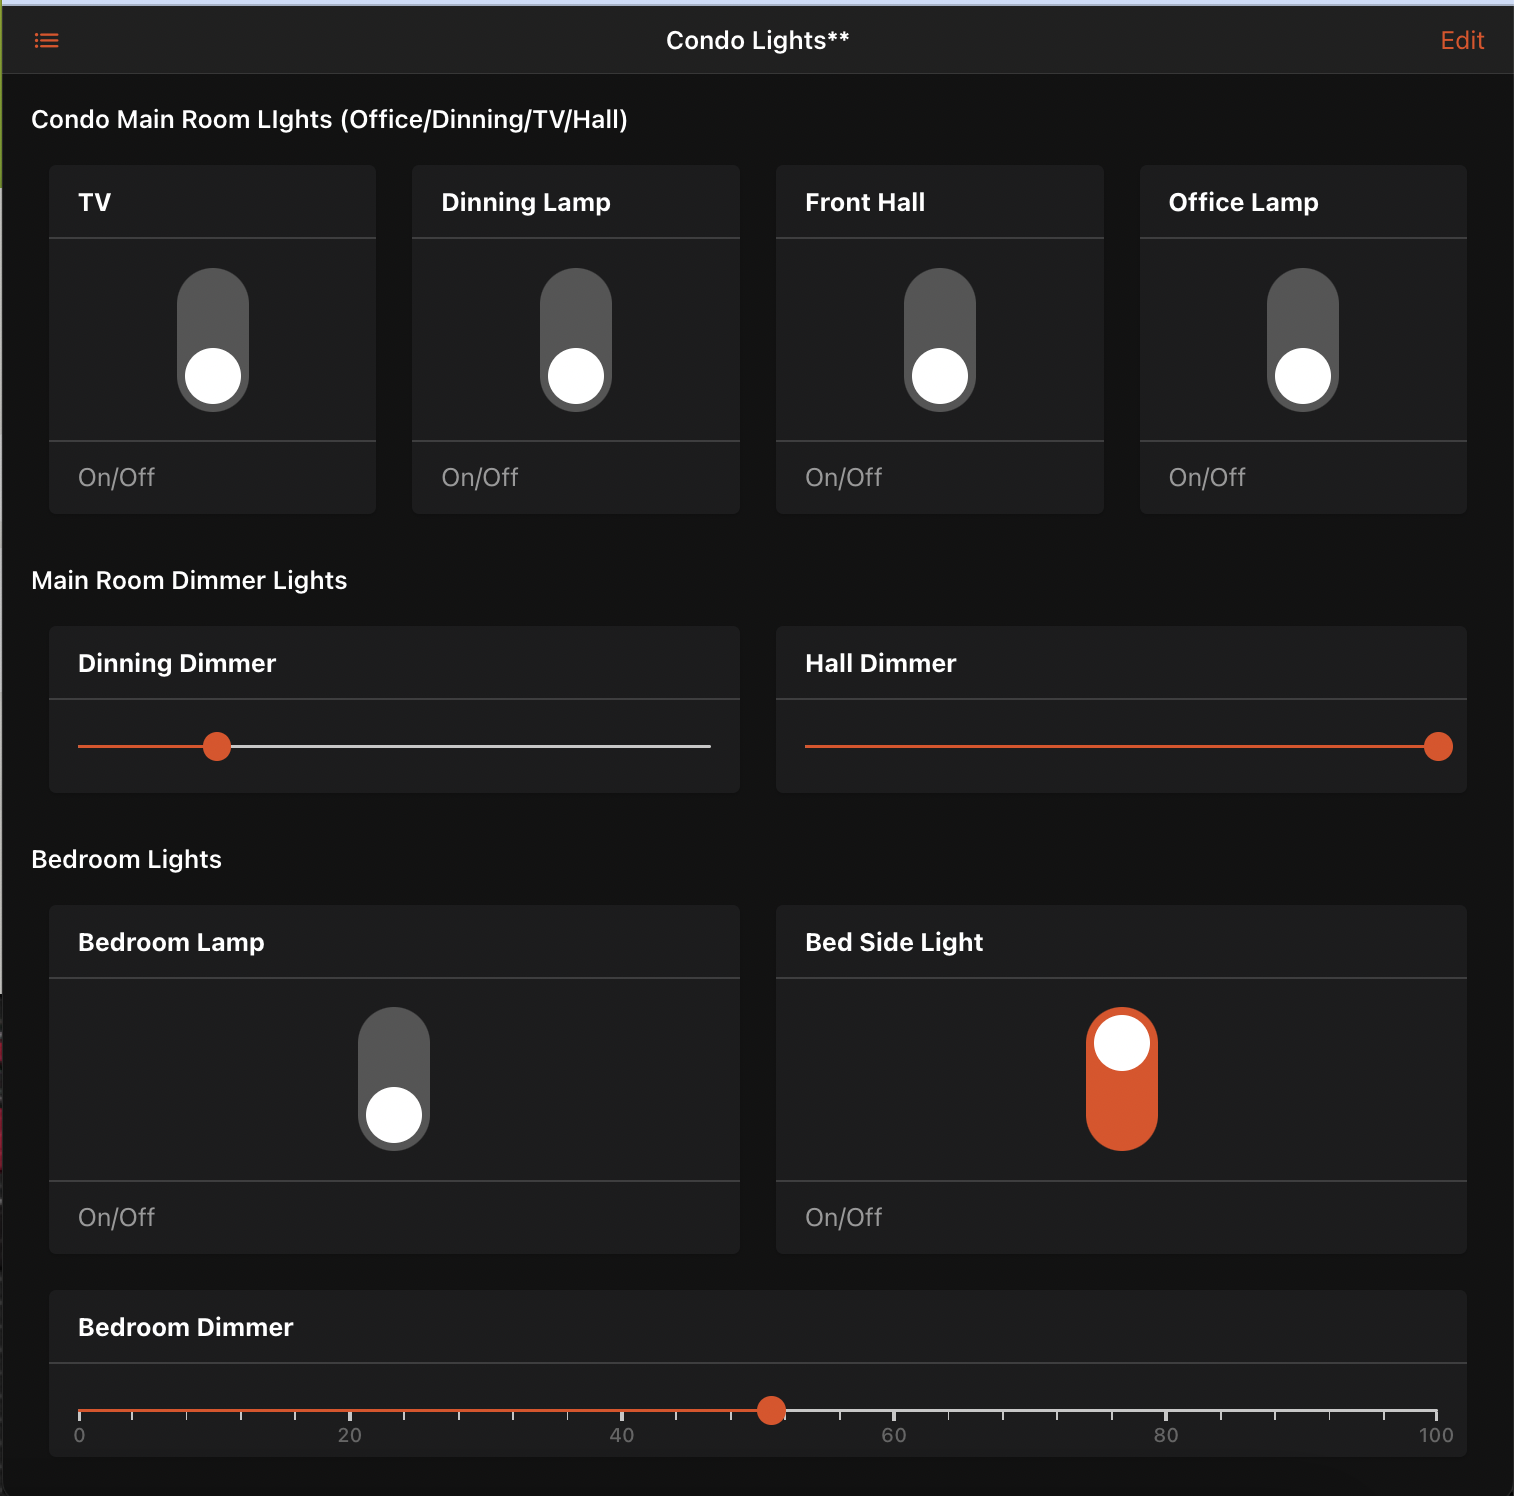 Condo Lights**
Edit
Condo Main Room LIghts (Office/Dinning/TV/Hall)
TV
Dinning Lamp
Front Hall
Office Lamp
On/Off
On/Off
On/Off
On/Off
Main Room Dimmer Lights
Dinning Dimmer
Hall Dimmer
Bedroom Lights
Bedroom Lamp
Bed Side Light
On/Off
On/Off
Bedroom Dimmer
0 20 40 60 80 100